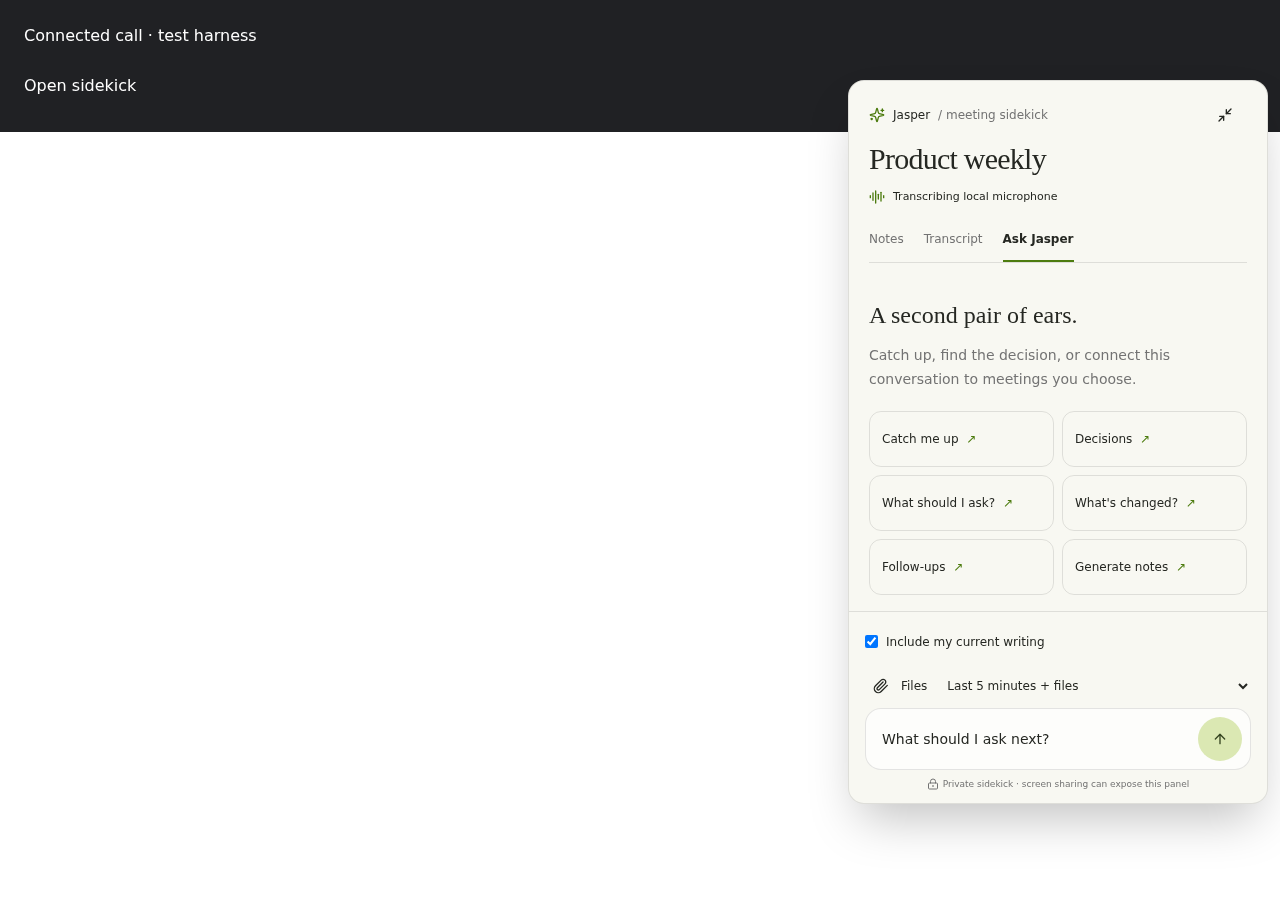 Connected call · test harness
Open sidekick
Jasper / meeting sidekick
Product weekly
Transcribing local microphone
Notes Transcript Ask Jasper
A second pair of ears.
Catch up, find the decision, or connect this
conversation to meetings you choose.
Catch me up ↗ Decisions ↗
What should I ask? ↗ What's changed? ↗
Follow-ups ↗ Generate notes ↗
Include my current writing
Files Last 5 minutes + files
What should I ask next?
Private sidekick · screen sharing can expose this panel